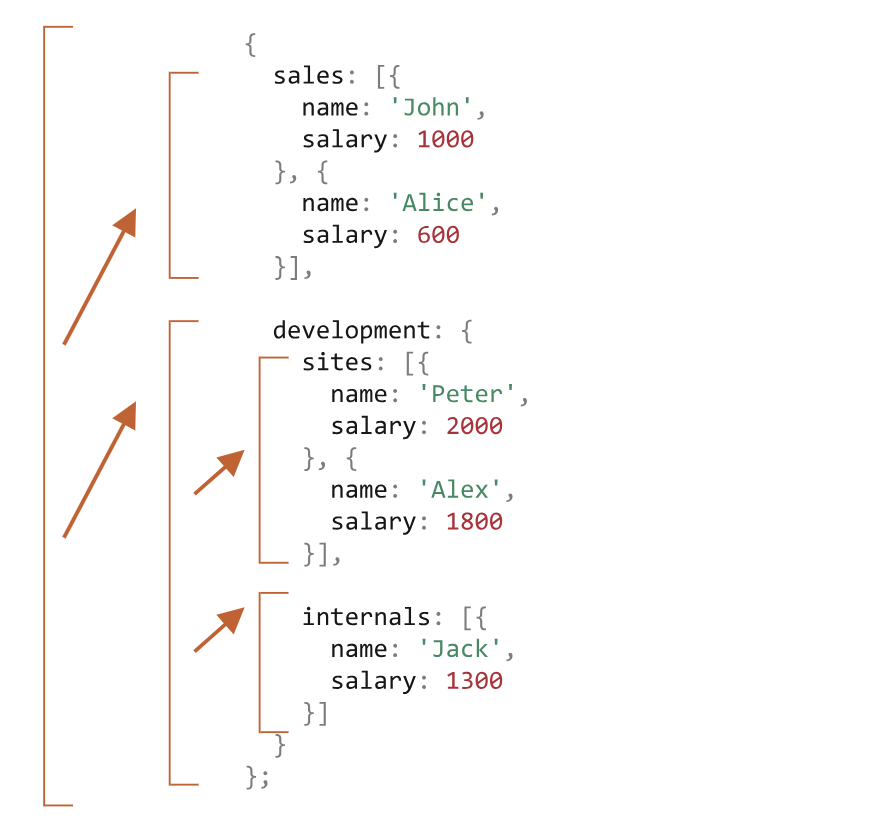 {
  sales: [{
    name: 'John',
    salary: 1000
  }, {
    name: 'Alice',
    salary: 600
  }],

  development: {
    sites: [{
      name: 'Peter',
      salary: 2000
    }, {
      name: 'Alex',
      salary: 1800
    }],

    internals: [{
      name: 'Jack',
      salary: 1300
    }]
  }
};